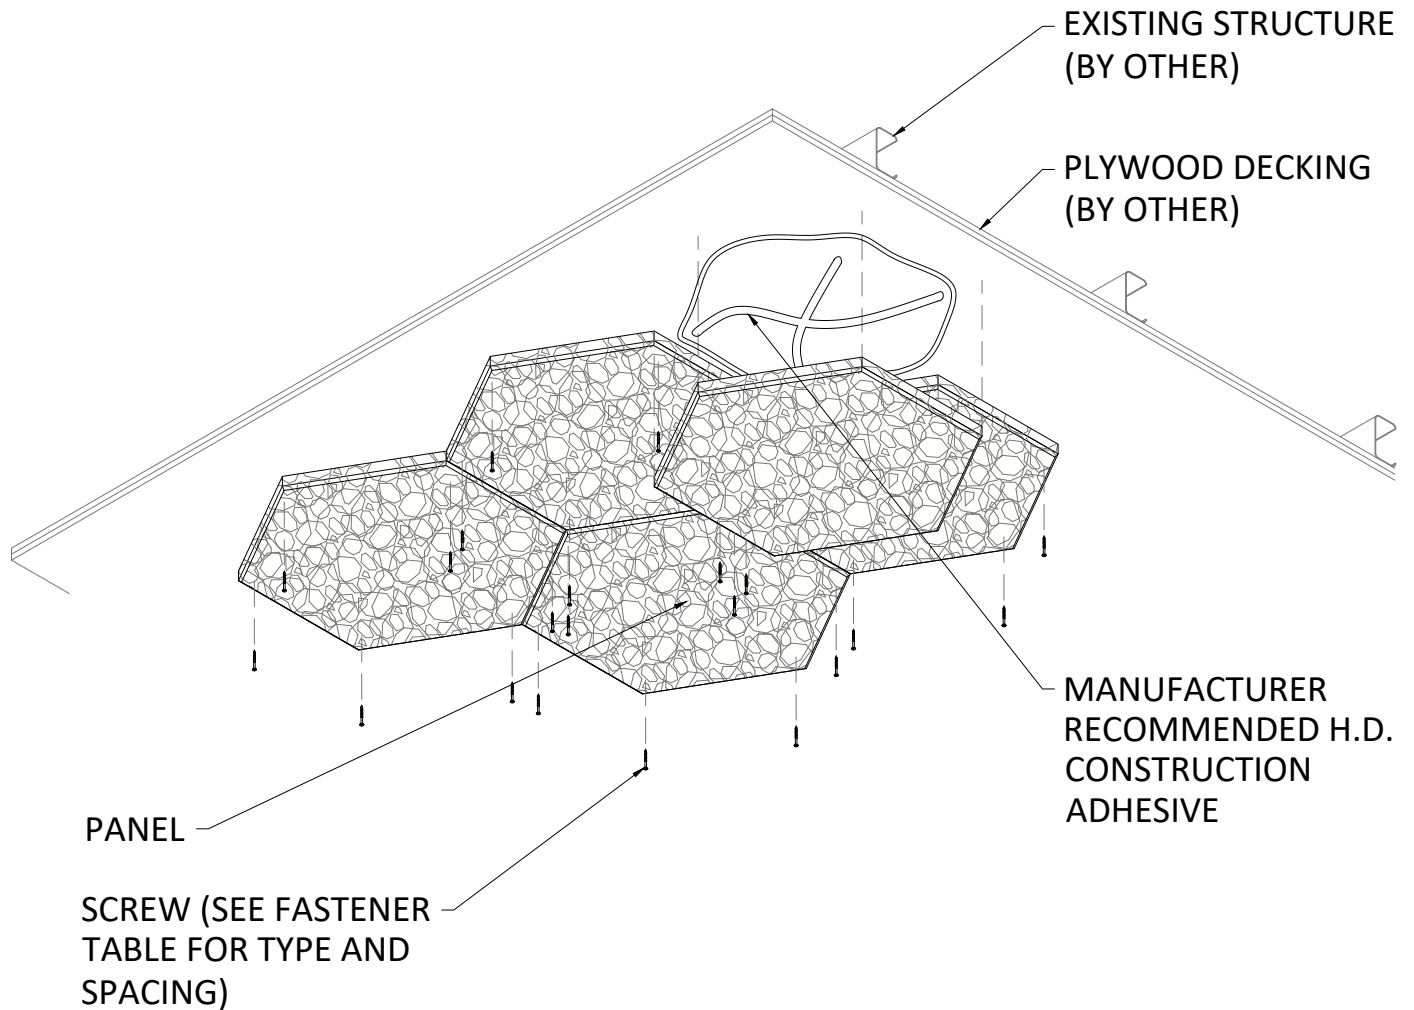 EXISTING STRUCTURE
(BY OTHER)
PLYWOOD DECKING
(BY OTHER)
MANUFACTURER
RECOMMENDED H.D.
CONSTRUCTION
ADHESIVE
PANEL
SCREW (SEE FASTENER
TABLE FOR TYPE AND
SPACING)